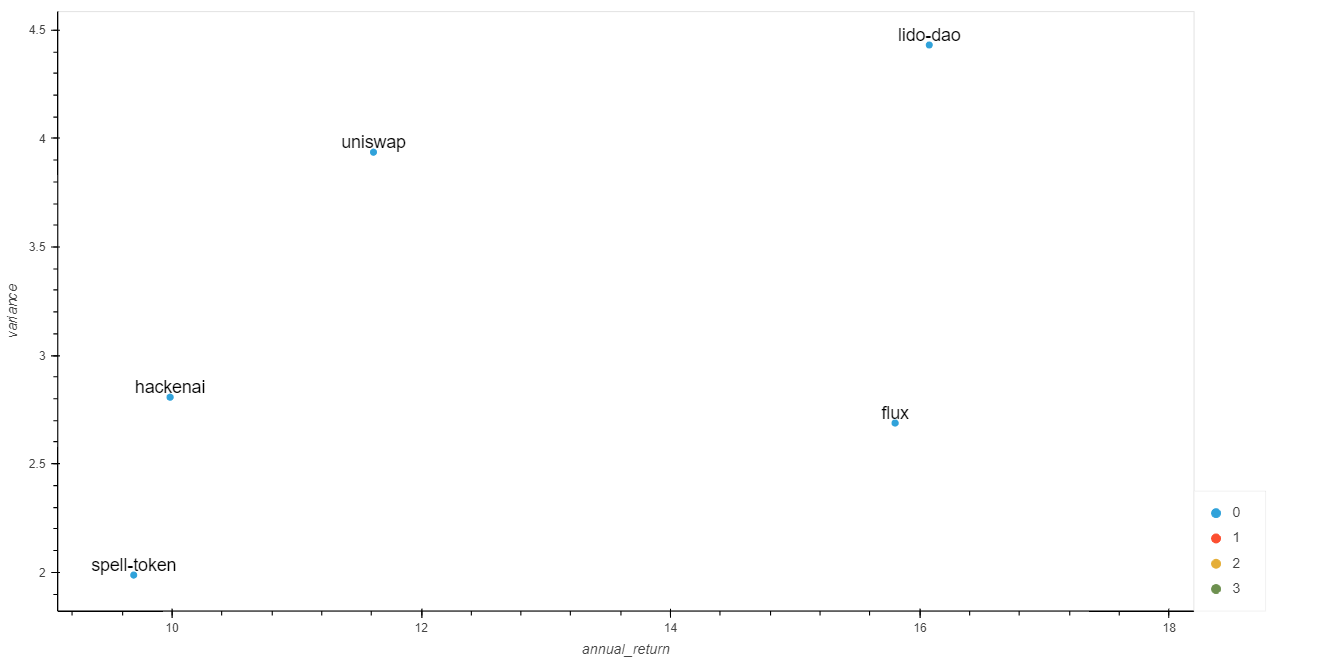 4.5
4
3.5
3
2.5
2
variance
lido-dao
uniswap
hackenai
flux
spell-token
10
12
14
16
18
annual_return
0
1
2
3